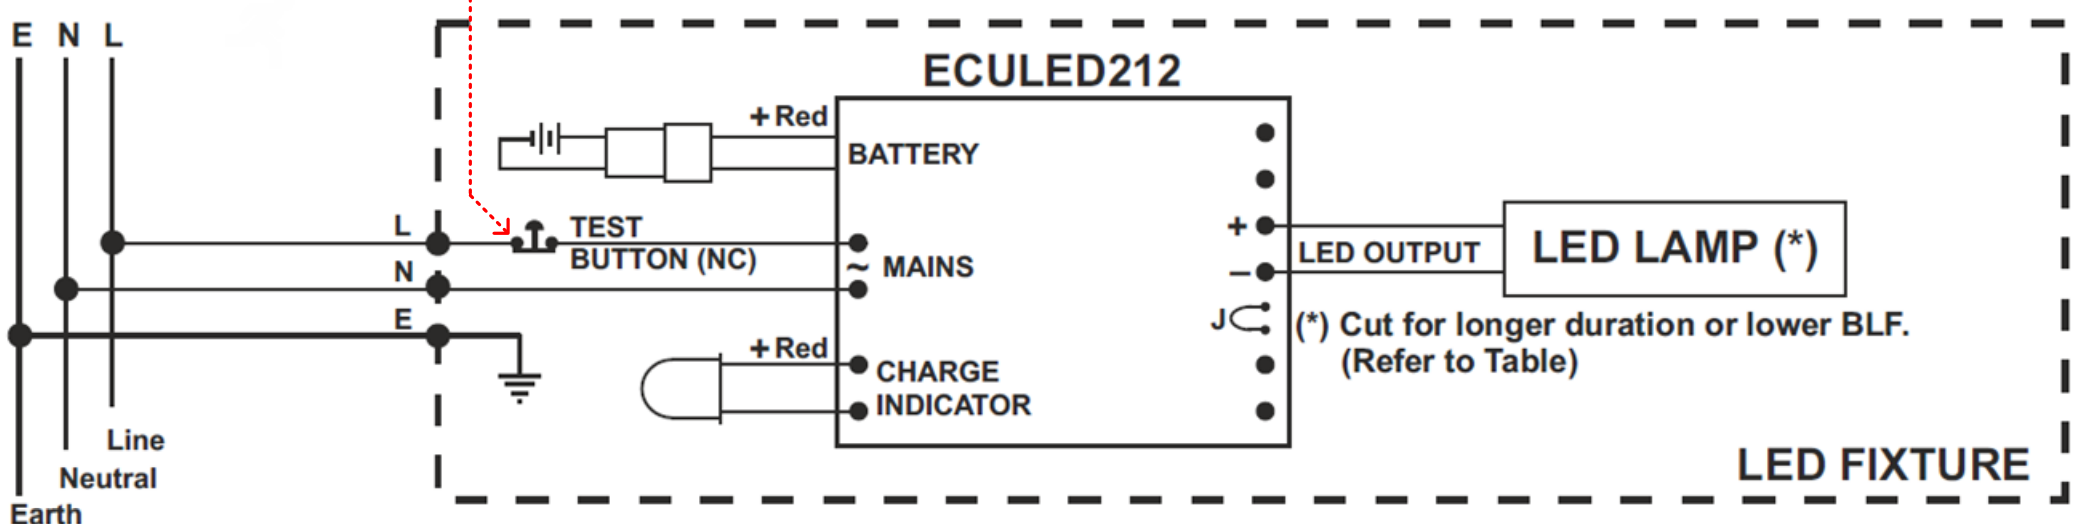 E N L
ECULED212
+ Red
BATTERY
L
TEST
BUTTON (NC)
N
~ MAINS
E
+ Red
CHARGE
INDICATOR
+
−
LED OUTPUT
LED LAMP (*)
J
(*) Cut for longer duration or lower BLF.
(Refer to Table)
Line
Neutral
Earth
LED FIXTURE